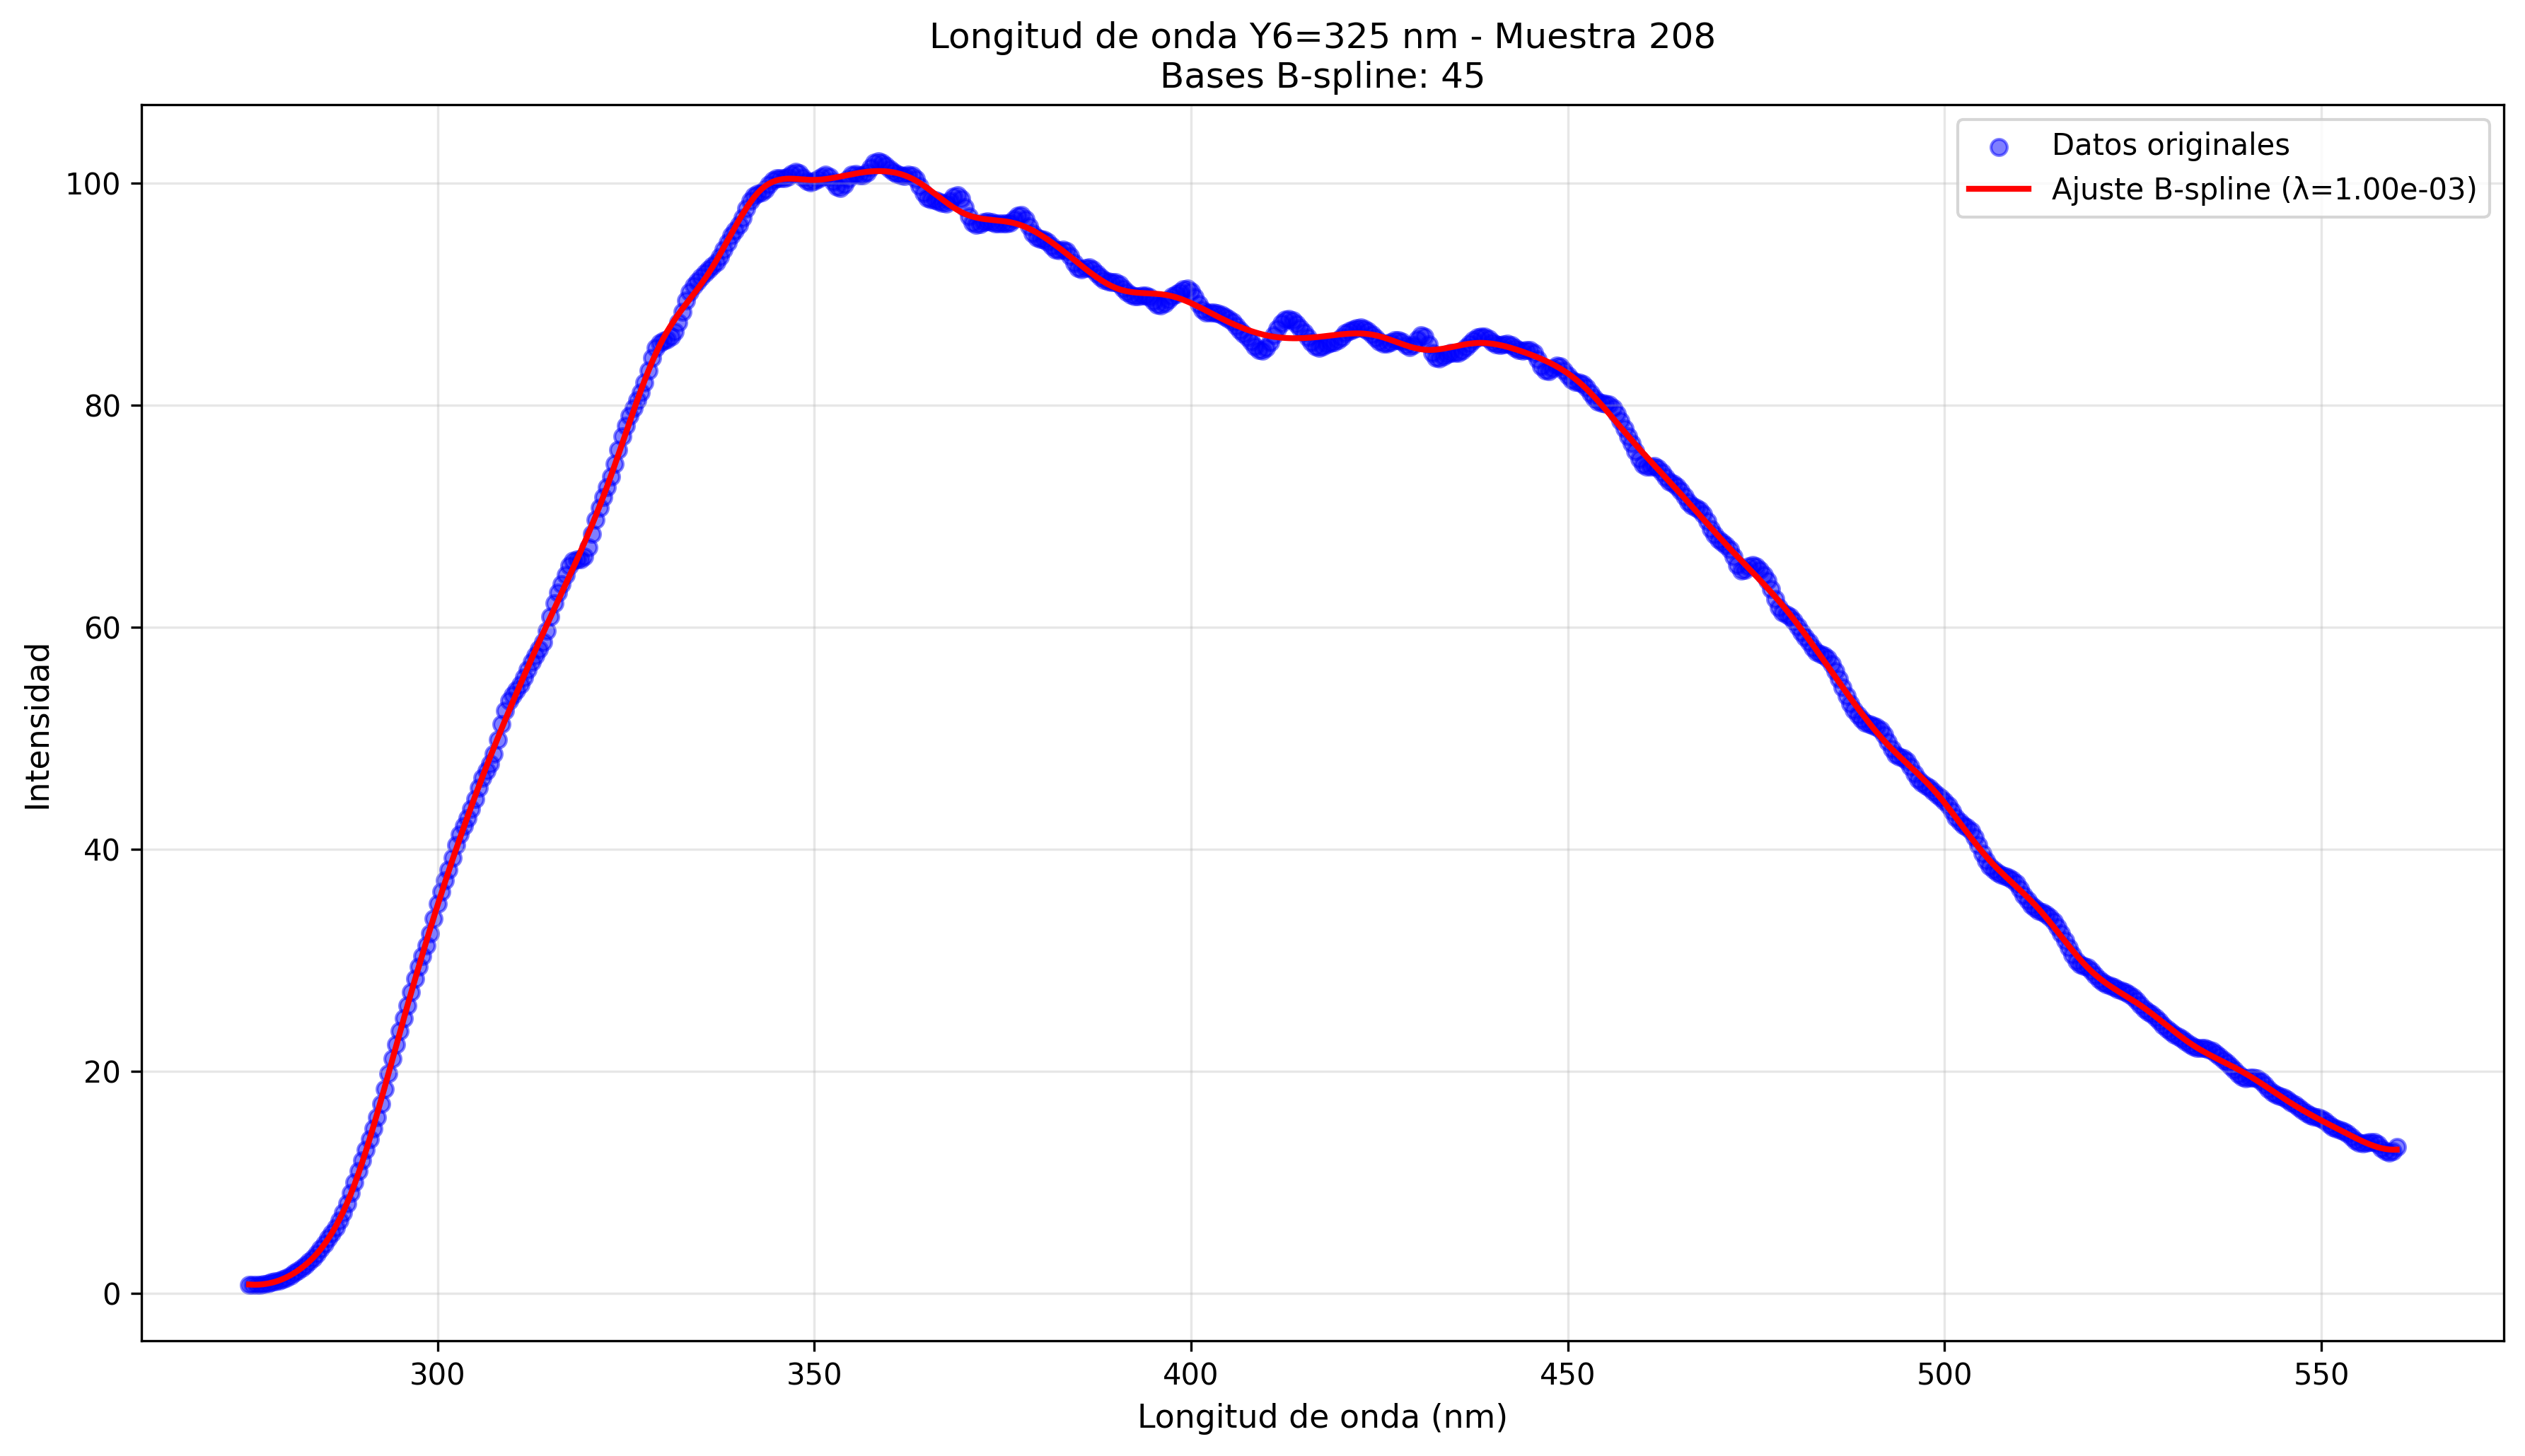 Longitud de onda Y6=325 nm - Muestra 208
Bases B-spline: 45
Datos originales
Ajuste B-spline (λ=1.00e-03)
Intensidad
100
80
60
40
20
0
300 350 400 450 500 550
Longitud de onda (nm)